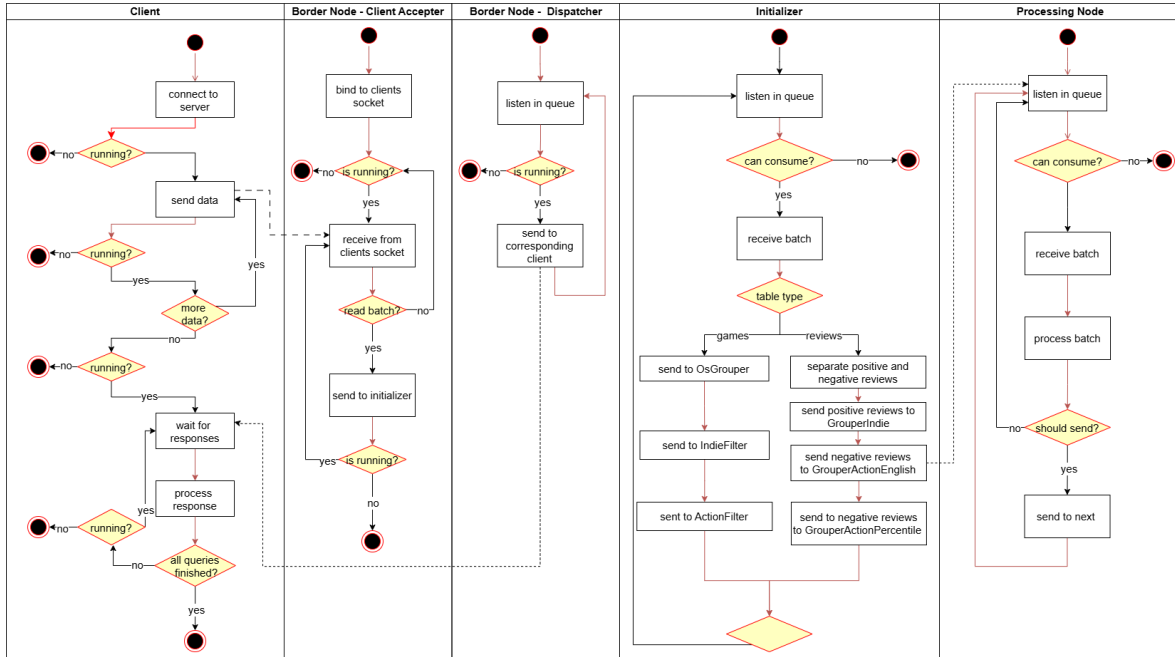 Client
connect to
server
running?
no
send data
running?
no
yes
yes
more
data?
no
running?
no
yes
wait for
responses
process
response
yes
running?
no
all queries
finished?
no
yes
Border Node - Client Accepter
bind to clients
socket
is running?
no
yes
receive from
clients socket
read batch?
no
yes
send to initializer
is running?
yes
no
Border Node - Dispatcher
listen in queue
is running?
no
yes
send to
corresponding
client
Initializer
listen in queue
can consume?
no
yes
receive batch
table type
games
reviews
send to OsGrouper
send to IndieFilter
sent to ActionFilter
separate positive and
negative reviews
send positive reviews to
GrouperIndie
send negative reviews
to GrouperActionEnglish
send to negative reviews
to GrouperActionPercentile
Processing Node
listen in queue
can consume?
no
receive batch
process batch
should send?
no
yes
send to next